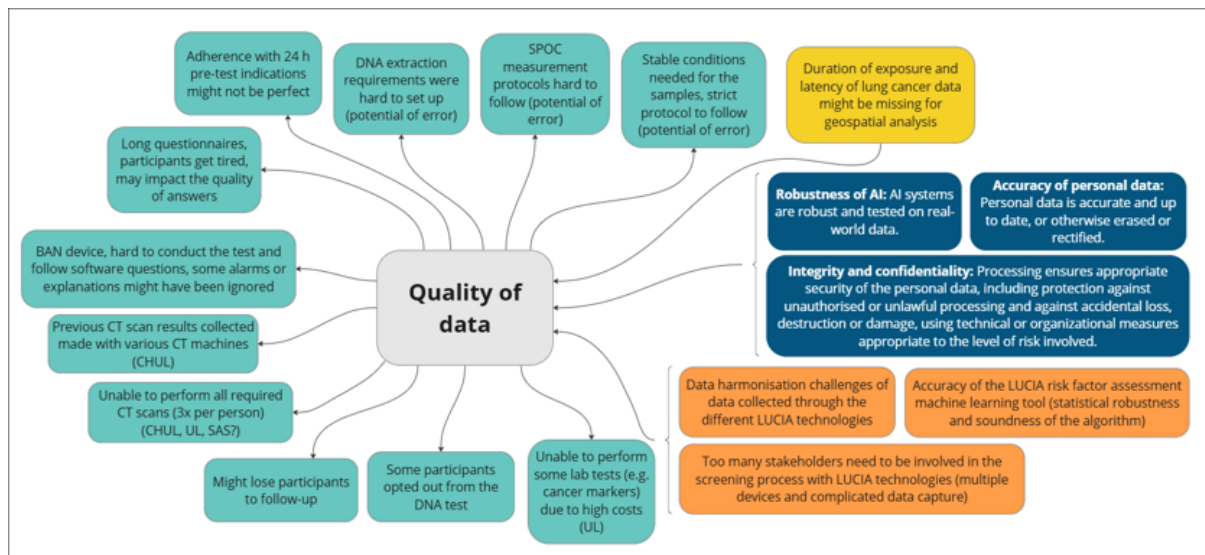 Adherence with 24 h
pre-test indications
might not be perfect
DNA extraction
requirements were
hard to set up
(potential of error)
SPOC
measurement
protocols hard to
follow (potential of
error)
Stable conditions
needed for the
samples, strict
protocol to follow
(potential of error)
Duration of exposure and
latency of lung cancer data
might be missing for
geospatial analysis
Long questionnaires,
participants get tired,
may impact the quality
of answers
Robustness of AI: AI systems
are robust and tested on real-
world data.
Accuracy of personal data:
Personal data is accurate and up
to date, or otherwise erased or
rectified.
BAN device, hard to conduct the test and
follow software questions, some alarms or
explanations might have been ignored
Quality of
data
Integrity and confidentiality: Processing ensures appropriate
security of the personal data, including protection against
unauthorised or unlawful processing and against accidental loss,
destruction or damage, using technical or organizational measures
appropriate to the level of risk involved.
Previous CT scan results collected
made with various CT machines
(CHUL)
Unable to perform all required
CT scans (3x per person)
(CHUL, UL, SAS?)
Data harmonisation challenges of
data collected through the
different LUCIA technologies
Accuracy of the LUCIA risk factor assessment
machine learning tool (statistical robustness
and soundness of the algorithm)
Might lose participants
to follow-up
Some participants
opted out from the
DNA test
Unable to perform
some lab tests (e.g.
cancer markers)
due to high costs
(UL)
Too many stakeholders need to be involved in the
screening process with LUCIA technologies (multiple
devices and complicated data capture)